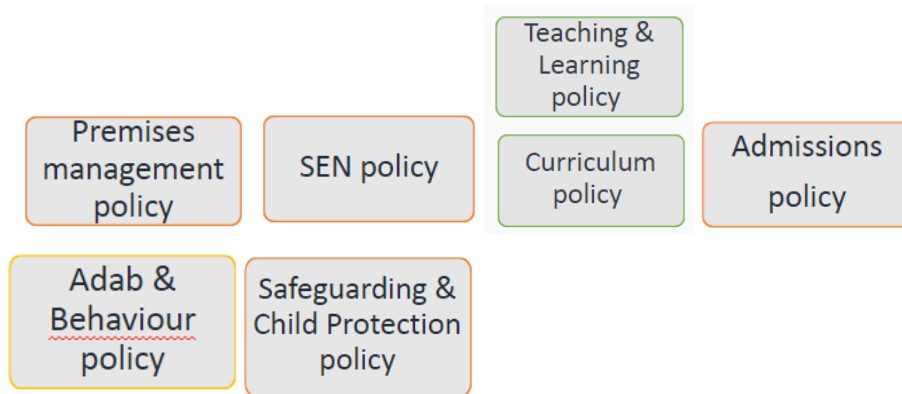 Teaching &
Learning
policy
Premises
management
policy
SEN policy
Curriculum
policy
Admissions
policy
Adab &
Behaviour
policy
Safeguarding &
Child Protection
policy